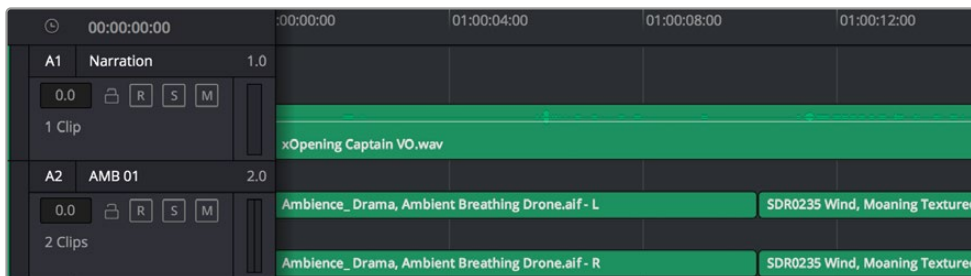 00:00:00:00 :00:00:00 01:00:04:00 01:00:08:00 01:00:12:00
A1 Narration 1.0
0.0 R S M
1 Clip
xOpening Captain VO.wav
A2 AMB 01 2.0
0.0 R S M
Ambience_ Drama, Ambient Breathing Drone.aif - L SDR0235 Wind, Moaning Texture
2 Clips
Ambience_ Drama, Ambient Breathing Drone.aif - R SDR0235 Wind, Moaning Texture